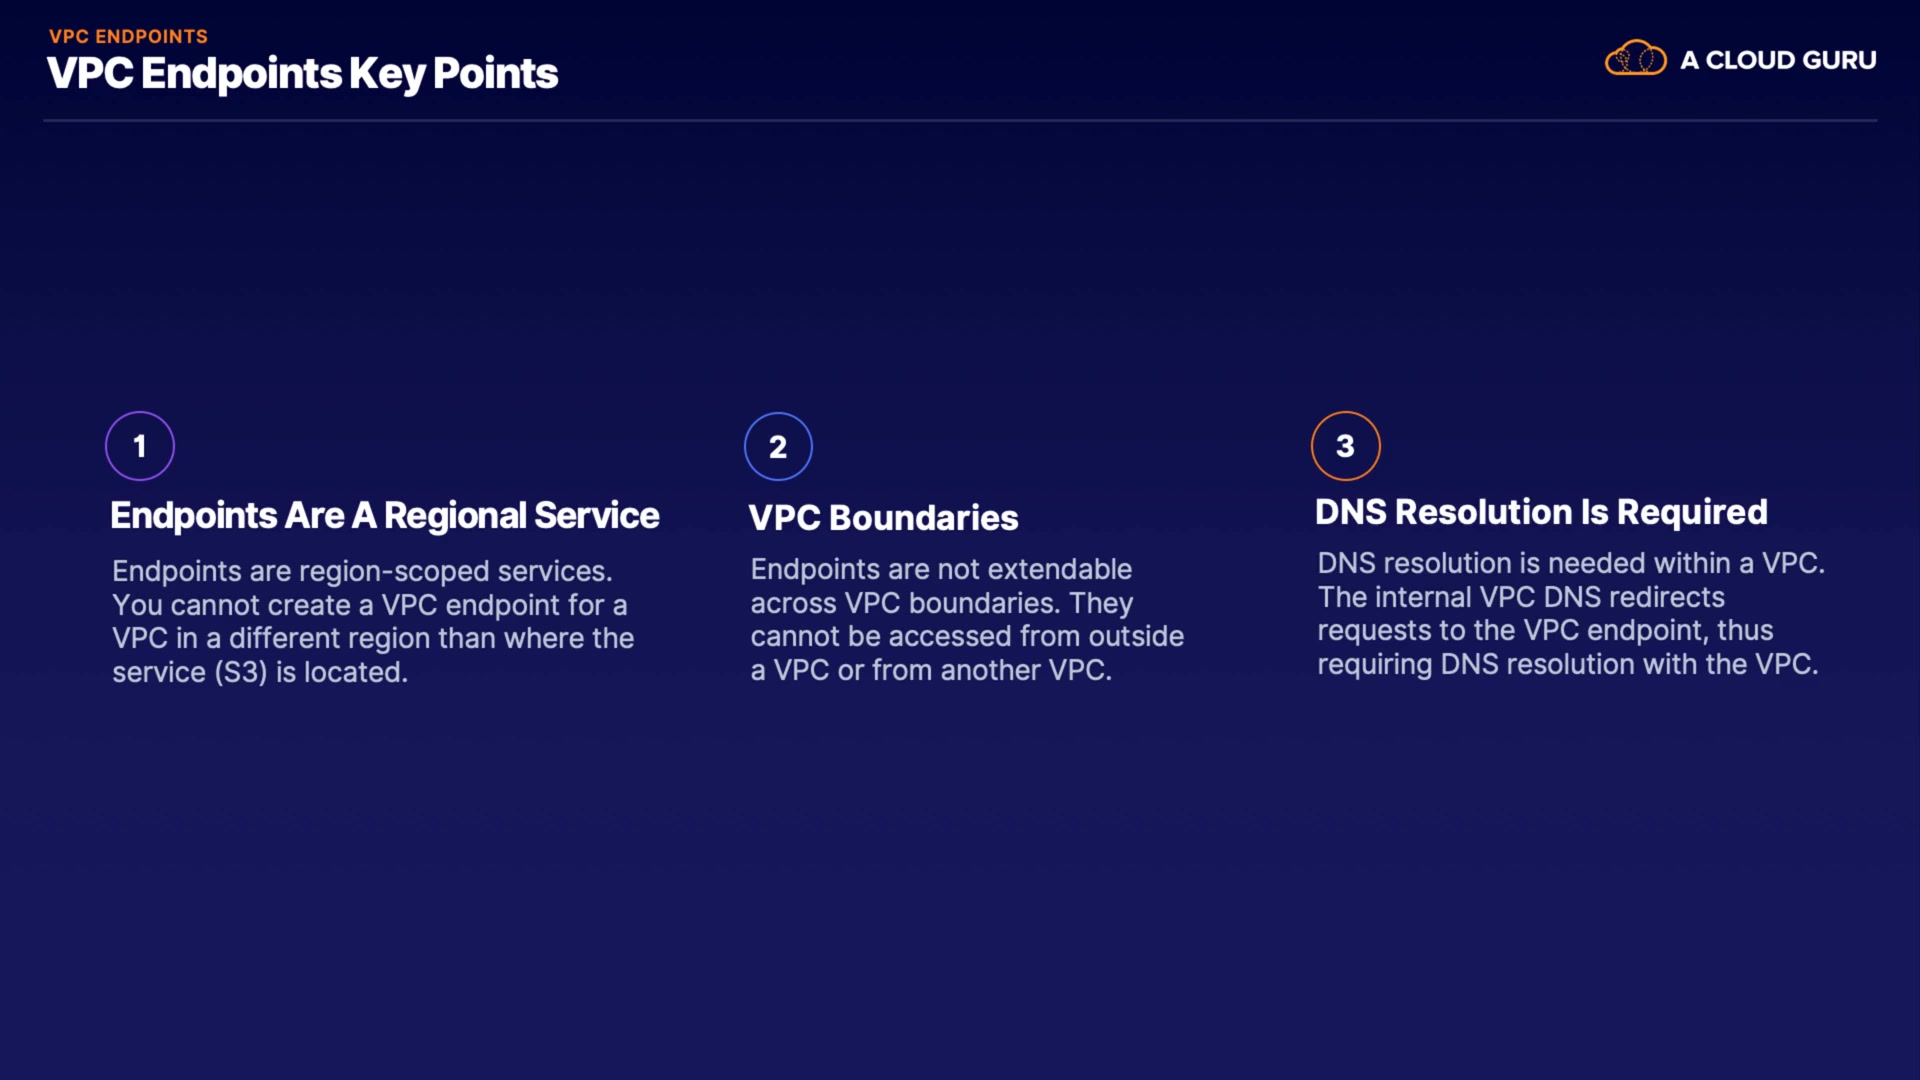 VPC ENDPOINTS
VPC Endpoints Key Points
A CLOUD GURU
1
Endpoints Are A Regional Service
Endpoints are region-scoped services.
You cannot create a VPC endpoint for a
VPC in a different region than where the
service (S3) is located.
2
VPC Boundaries
Endpoints are not extendable
across VPC boundaries. They
cannot be accessed from outside
a VPC or from another VPC.
3
DNS Resolution Is Required
DNS resolution is needed within a VPC.
The internal VPC DNS redirects
requests to the VPC endpoint, thus
requiring DNS resolution with the VPC.